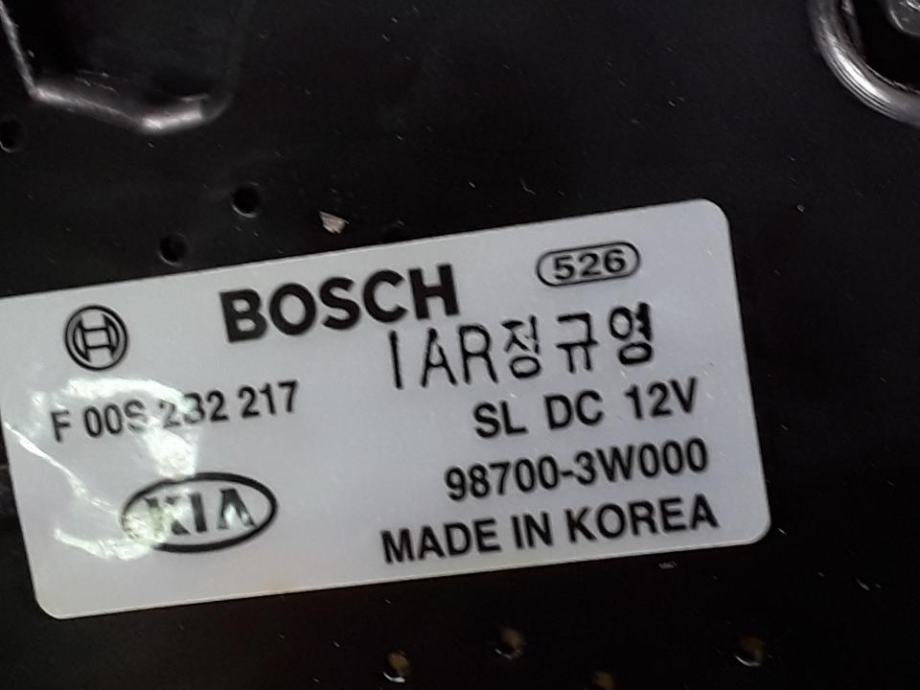 BOSCH 526
IAR정규영
F 00S 232 217
SL DC 12V
98700-3W000
KIA
MADE IN KOREA